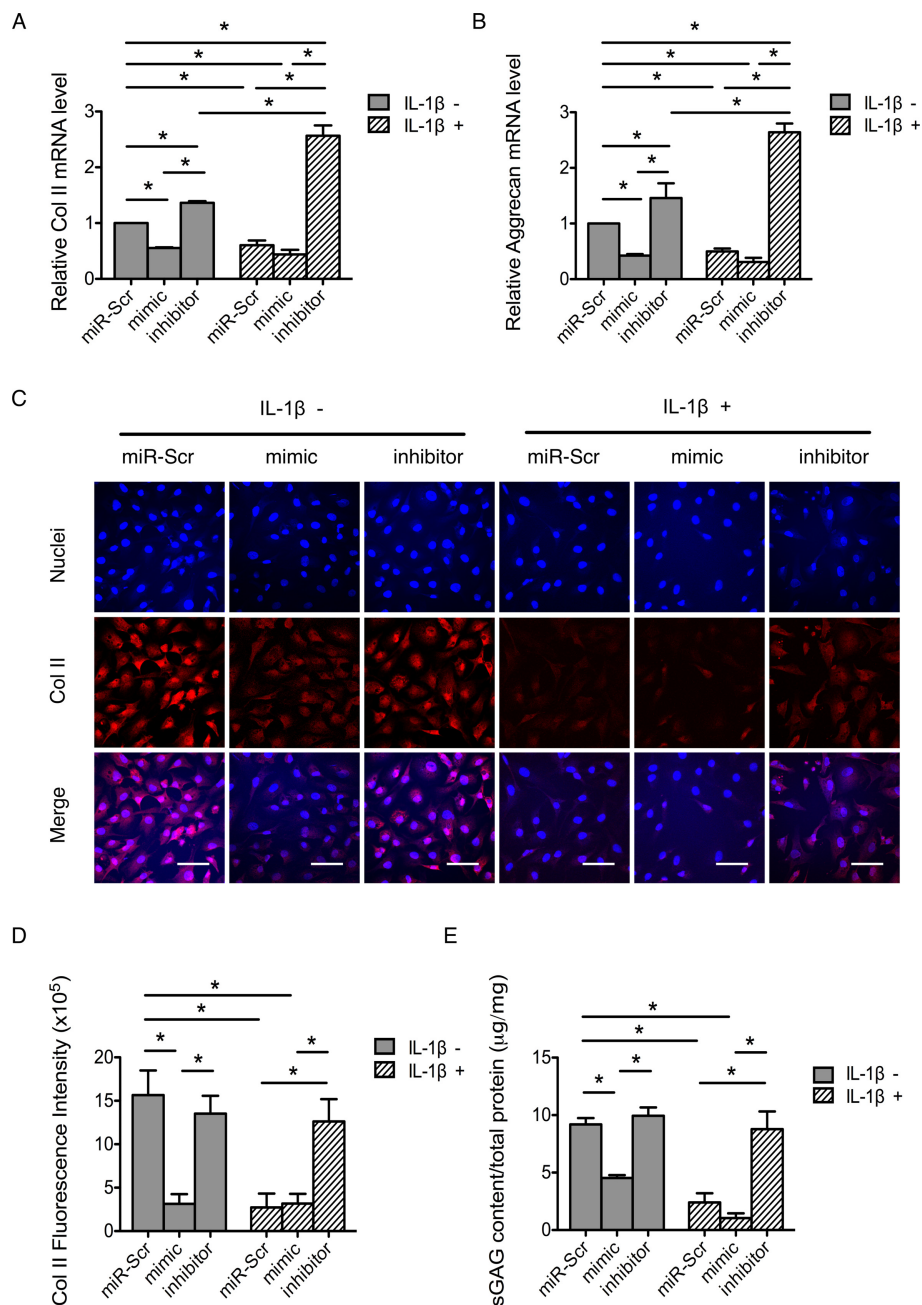 A
*
*
*
*
*
*
Relative Col II mRNA level
3
2
1
0
*
*
*
miR-Scr
mimic
inhibitor
miR-Scr
mimic
inhibitor
IL-1β -
IL-1β +
B
*
*
*
*
*
*
Relative Aggrecan mRNA level
3
2
1
0
*
*
*
miR-Scr
mimic
inhibitor
miR-Scr
mimic
inhibitor
IL-1β -
IL-1β +
C
IL-1β -
IL-1β +
miR-Scr
mimic
inhibitor
miR-Scr
mimic
inhibitor
Nuclei
Col II
Merge
D
Col II Fluorescence Intensity (x10⁵)
20
15
10
5
0
*
*
*
*
*
*
miR-Scr
mimic
inhibitor
miR-Scr
mimic
inhibitor
IL-1β -
IL-1β +
E
sGAG content/total protein (μg/mg)
15
10
5
0
*
*
*
*
*
*
miR-Scr
mimic
inhibitor
miR-Scr
mimic
inhibitor
IL-1β -
IL-1β +